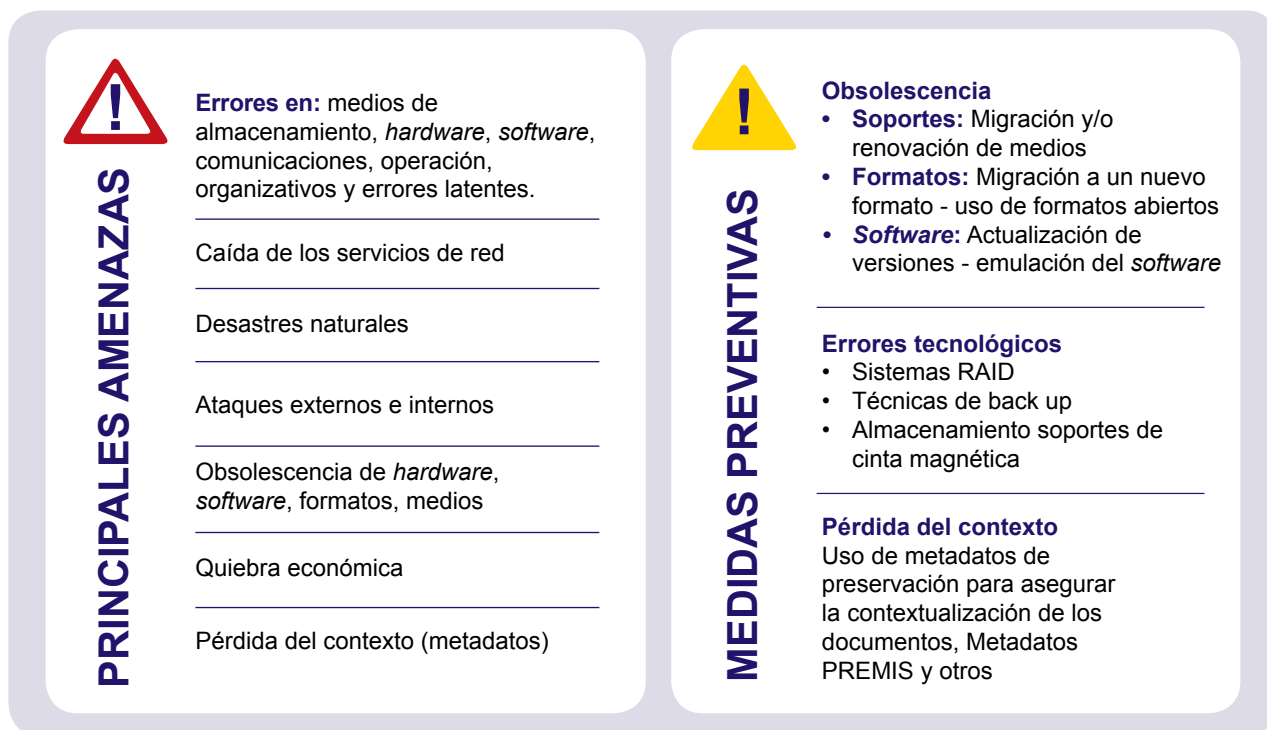 PRINCIPALES AMENAZAS
Errores en: medios de
almacenamiento, hardware, software,
comunicaciones, operación,
organizativos y errores latentes.
Caída de los servicios de red
Desastres naturales
Ataques externos e internos
Obsolescencia de hardware,
software, formatos, medios
Quiebra económica
Pérdida del contexto (metadatos)
MEDIDAS PREVENTIVAS
Obsolescencia
• Soportes: Migración y/o
renovación de medios
• Formatos: Migración a un nuevo
formato - uso de formatos abiertos
• Software: Actualización de
versiones - emulación del software
Errores tecnológicos
• Sistemas RAID
• Técnicas de back up
• Almacenamiento soportes de
cinta magnética
Pérdida del contexto
Uso de metadatos de
preservación para asegurar
la contextualización de los
documentos, Metadatos
PREMIS y otros